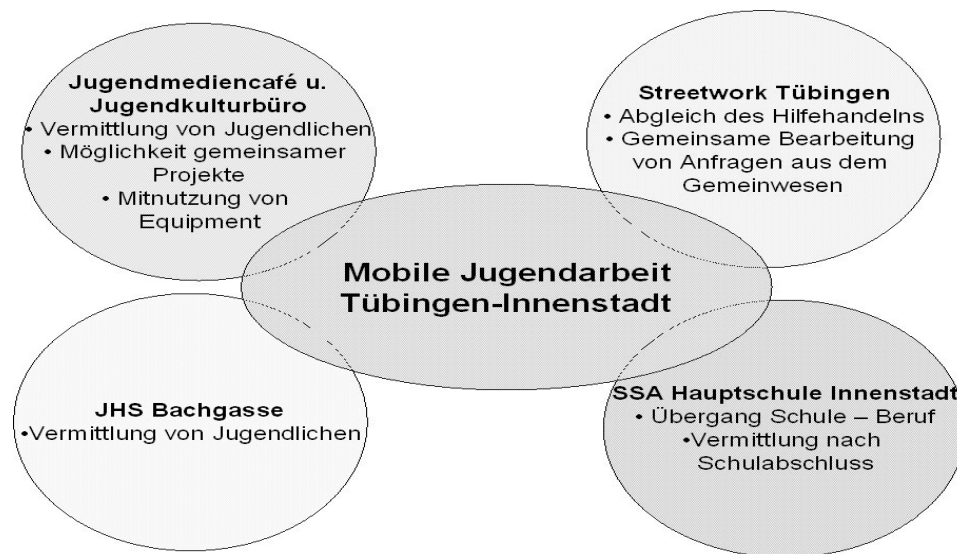 Jugendmediencafé u.
Jugendkulturbüro
• Vermittlung von Jugendlichen
• Möglichkeit gemeinsamer
Projekte
• Mitnutzung von
Equipment
Streetwork Tübingen
• Abgleich des Hilfehandelns
• Gemeinsame Bearbeitung
von Anfragen aus dem
Gemeinwesen
Mobile Jugendarbeit
Tübingen-Innenstadt
JHS Bachgasse
•Vermittlung von Jugendlichen
SSA Hauptschule Innenstadt
• Übergang Schule – Beruf
•Vermittlung nach
Schulabschluss